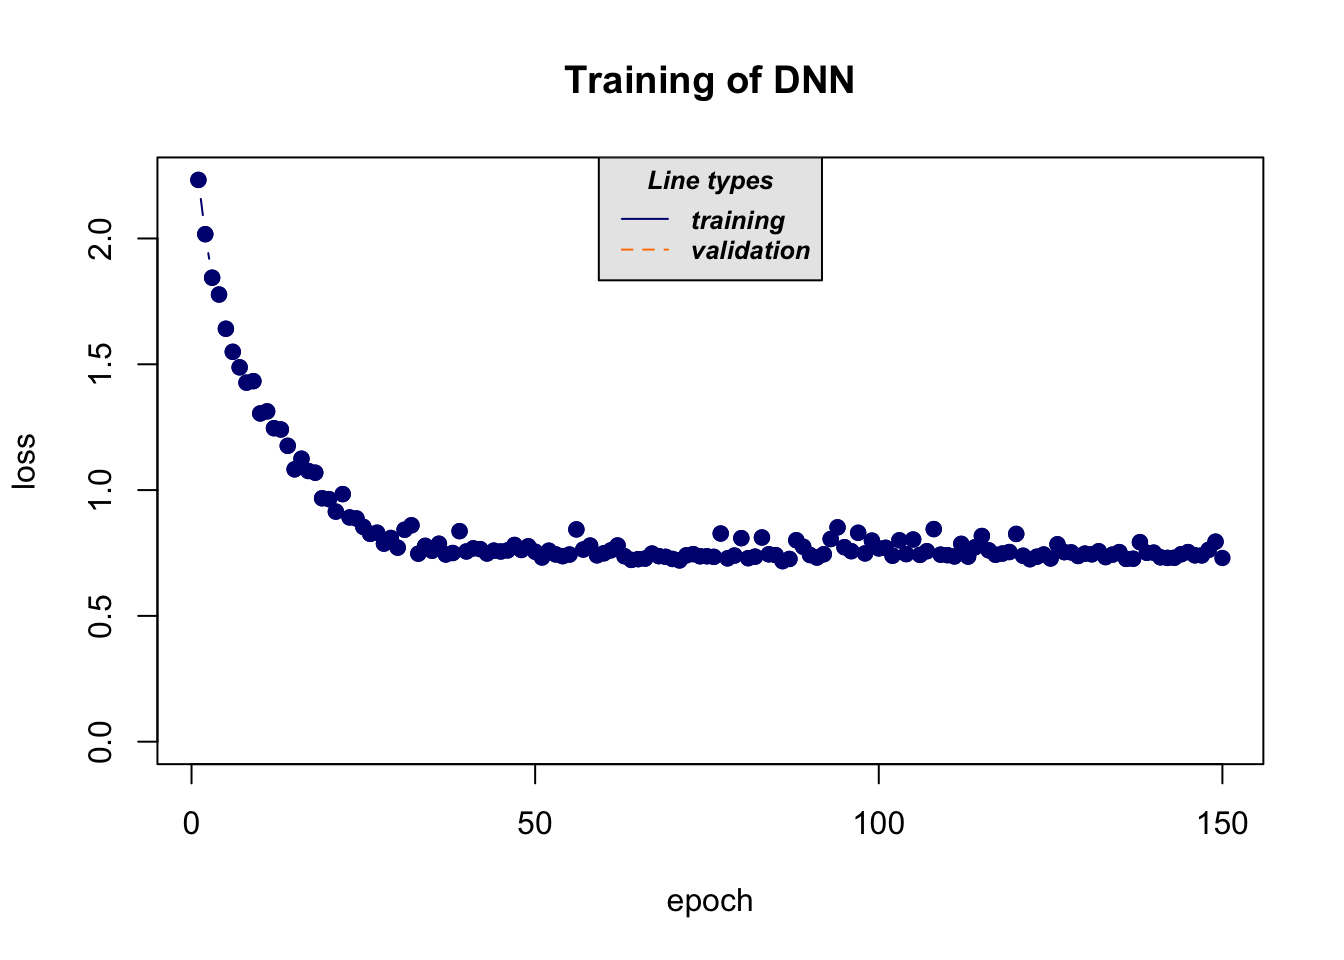 Training of DNN
Line types
training
validation
loss
2.0
1.5
1.0
0.5
0.0
0 50 100 150
epoch